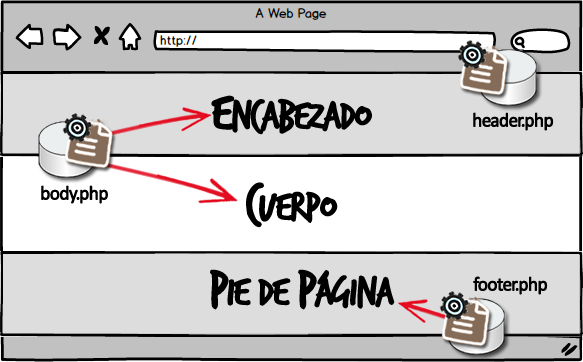 A Web Page
http://
ENCABEZADO
header.php
body.php
CUERPO
PIE DE PÁGINA
footer.php